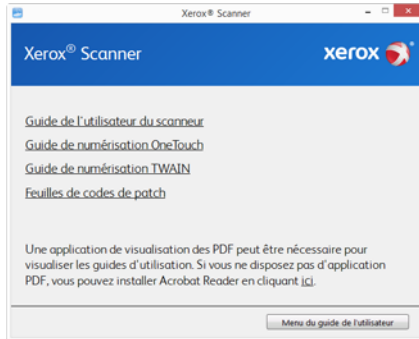 Xerox® Scanner
Xerox® Scanner
xerox
Guide de l'utilisateur du scanneur
Guide de numérisation OneTouch
Guide de numérisation TWAIN
Feuilles de codes de patch
Une application de visualisation des PDF peut être nécessaire pour
visualiser les guides d'utilisation. Si vous ne disposez pas d'application
PDF, vous pouvez installer Acrobat Reader en cliquant ici.
Menu du guide de l'utilisateur